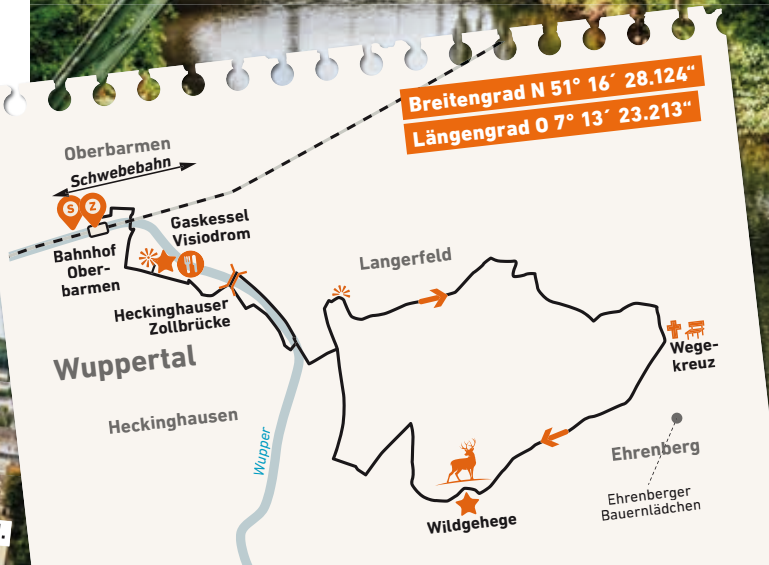 Breitengrad N 51° 16´ 28.124“
Längengrad O 7° 13´ 23.213“
Oberbarmen
Schwebebahn
S Z
Gaskessel
Visiodrom
Bahnhof
Ober-
barmen
Langerfeld
Heckinghauser
Zollbrücke
Wuppertal
Wege-
kreuz
Heckinghausen
Wupper
Ehrenberg
Ehrenberger
Bauernlädchen
Wildgehege